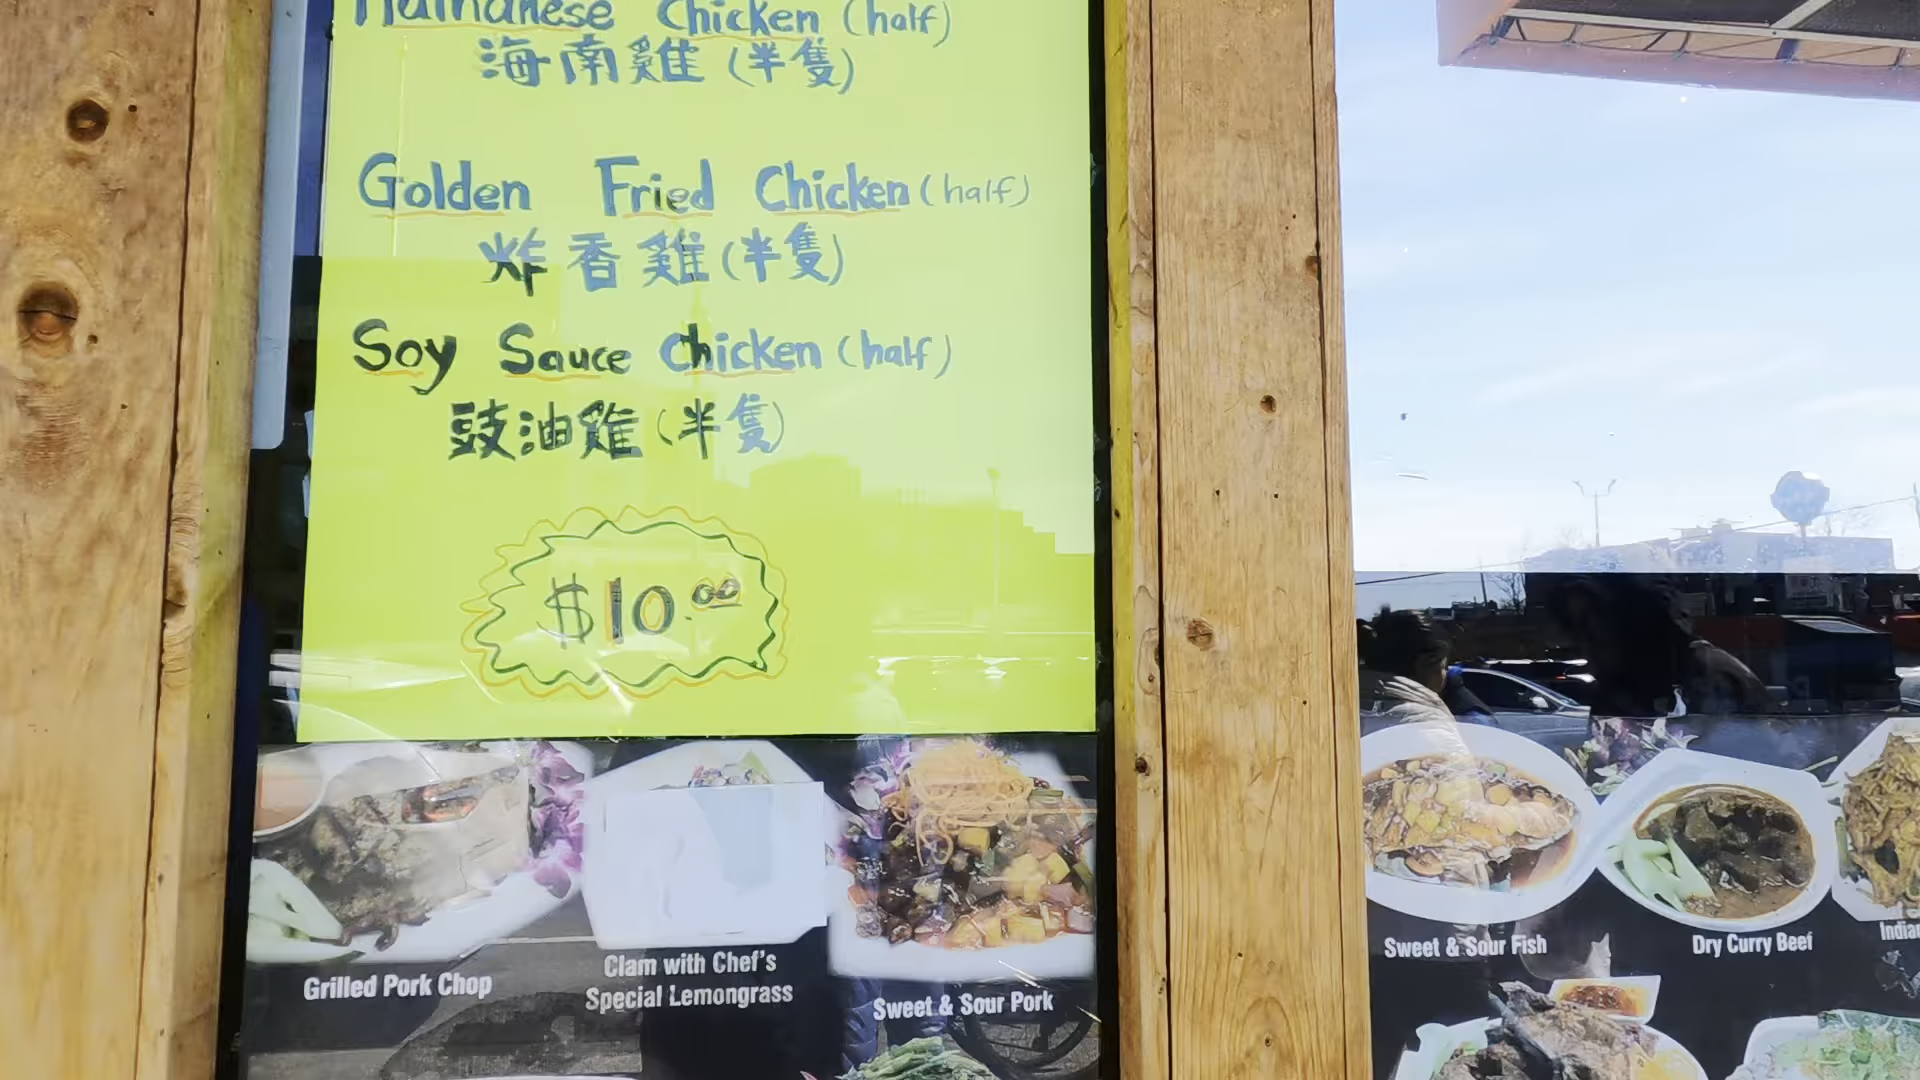 Hainanese Chicken (half)
海南雞 (半隻)
Golden Fried Chicken (half)
炸香雞 (半隻)
Soy Sauce Chicken (half)
豉油雞 (半隻)
$10.00
Grilled Pork Chop
Clam with Chef's
Special Lemongrass
Sweet & Sour Pork
Sweet & Sour Fish
Dry Curry Beef